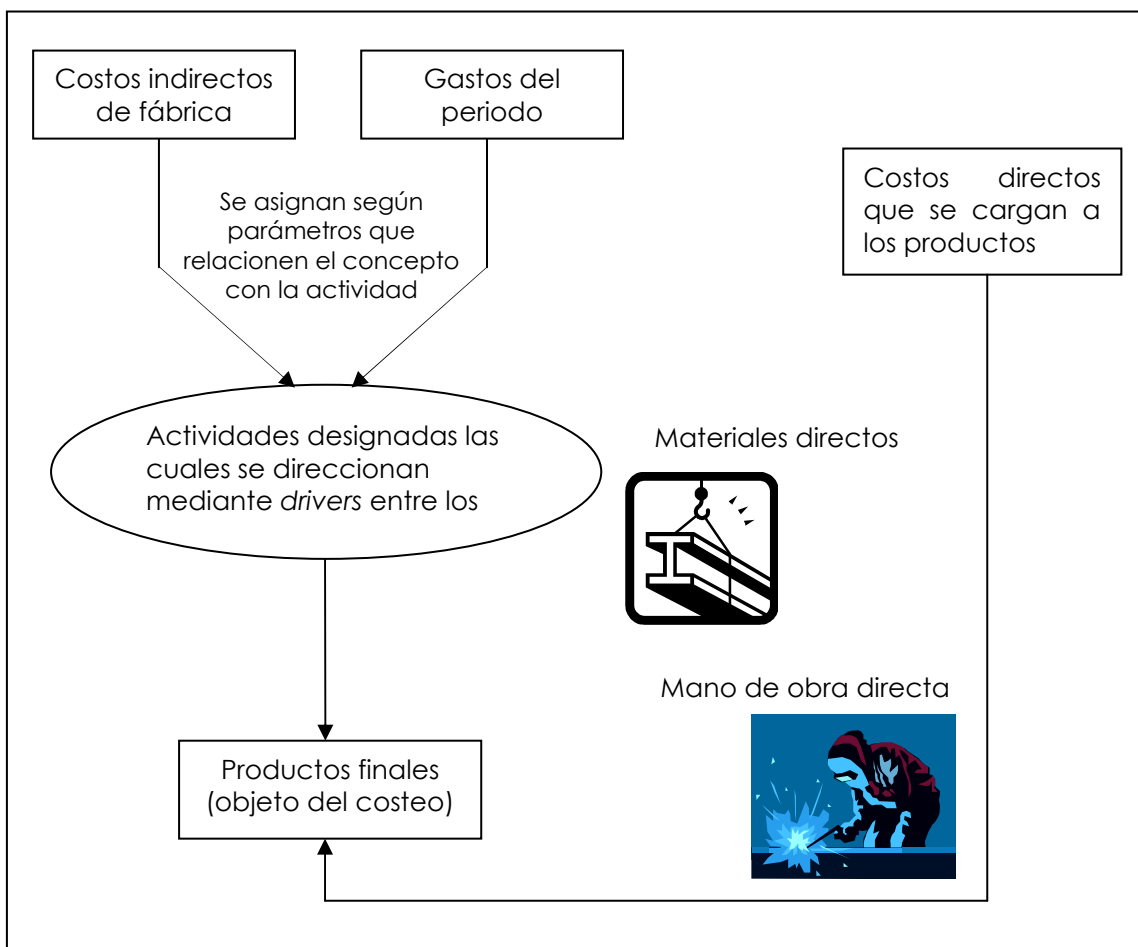 Costos indirectos
de fábrica
Gastos del
periodo
Costos directos
que se cargan a
los productos
Se asignan según
parámetros que
relacionen el concepto
con la actividad
Actividades designadas las
cuales se direccionan
mediante drivers entre los
Materiales directos
Mano de obra directa
Productos finales
(objeto del costeo)